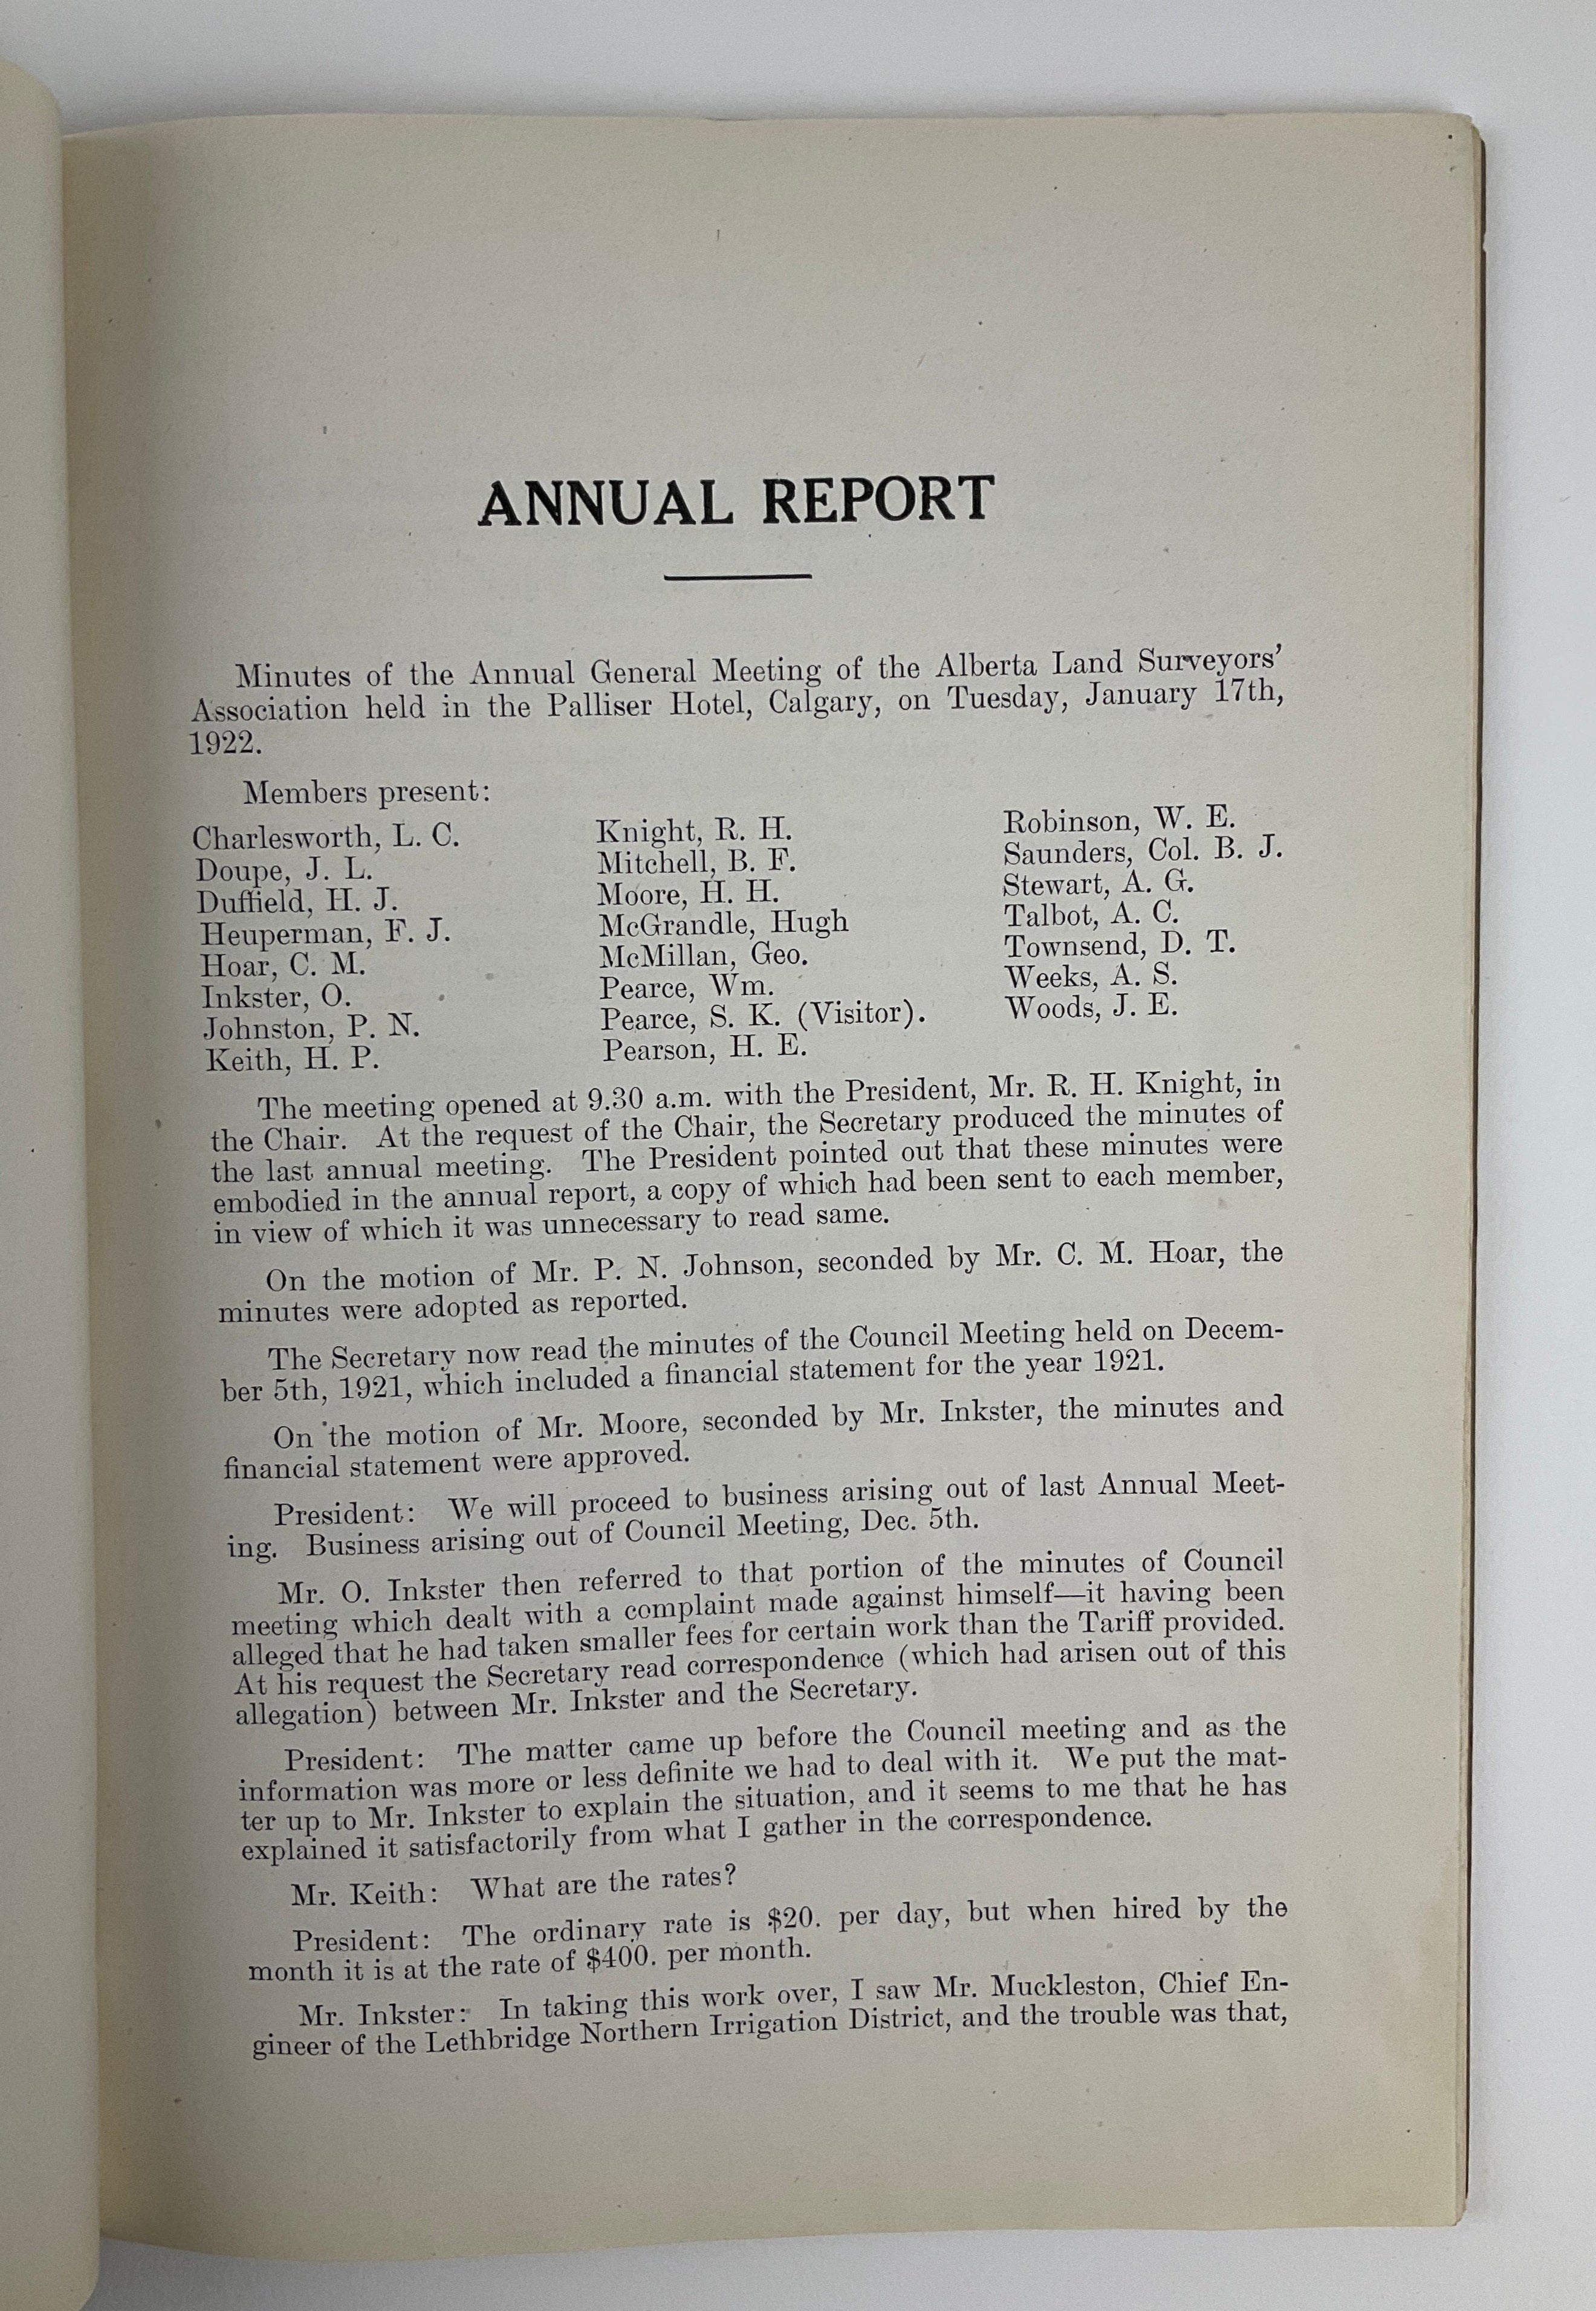 ANNUAL REPORT
Minutes of the Annual General Meeting of the Alberta Land Surveyors'
Association held in the Palliser Hotel, Calgary, on Tuesday, January 17th,
1922.
Members present:
Charlesworth, L. C.
Doupe, J. L.
Duffield, H. J.
Heuperman, F. J.
Hoar, C. M.
Inkster, O.
Johnston, P. N.
Keith, H. P.
Knight, R. H.
Mitchell, B. F.
Moore, H. H.
McGrandle, Hugh
McMillan, Geo.
Pearce, Wm.
Pearce, S. K. (Visitor).
Pearson, H. E.
Robinson, W. E.
Saunders, Col. B. J.
Stewart, A. G.
Talbot, A. C.
Townsend, D. T.
Weeks, A. S.
Woods, J. E.
The meeting opened at 9.30 a.m. with the President, Mr. R. H. Knight, in
the Chair. At the request of the Chair, the Secretary produced the minutes of
the last annual meeting. The President pointed out that these minutes were
embodied in the annual report, a copy of which had been sent to each member,
in view of which it was unnecessary to read same.
On the motion of Mr. P. N. Johnson, seconded by Mr. C. M. Hoar, the
minutes were adopted as reported.
The Secretary now read the minutes of the Council Meeting held on Decem-
ber 5th, 1921, which included a financial statement for the year 1921.
On the motion of Mr. Moore, seconded by Mr. Inkster, the minutes and
financial statement were approved.
President: We will proceed to business arising out of last Annual Meet-
ing. Business arising out of Council Meeting, Dec. 5th.
Mr. O. Inkster then referred to that portion of the minutes of Council
meeting which dealt with a complaint made against himself—it having been
alleged that he had taken smaller fees for certain work than the Tariff provided.
At his request the Secretary read correspondence (which had arisen out of this
allegation) between Mr. Inkster and the Secretary.
President: The matter came up before the Council meeting and as the
information was more or less definite we had to deal with it. We put the mat-
ter up to Mr. Inkster to explain the situation, and it seems to me that he has
explained it satisfactorily from what I gather in the correspondence.
Mr. Keith: What are the rates?
President: The ordinary rate is $20. per day, but when hired by the
month it is at the rate of $400. per month.
Mr. Inkster: In taking this work over, I saw Mr. Muckleston, Chief En-
gineer of the Lethbridge Northern Irrigation District, and the trouble was that,